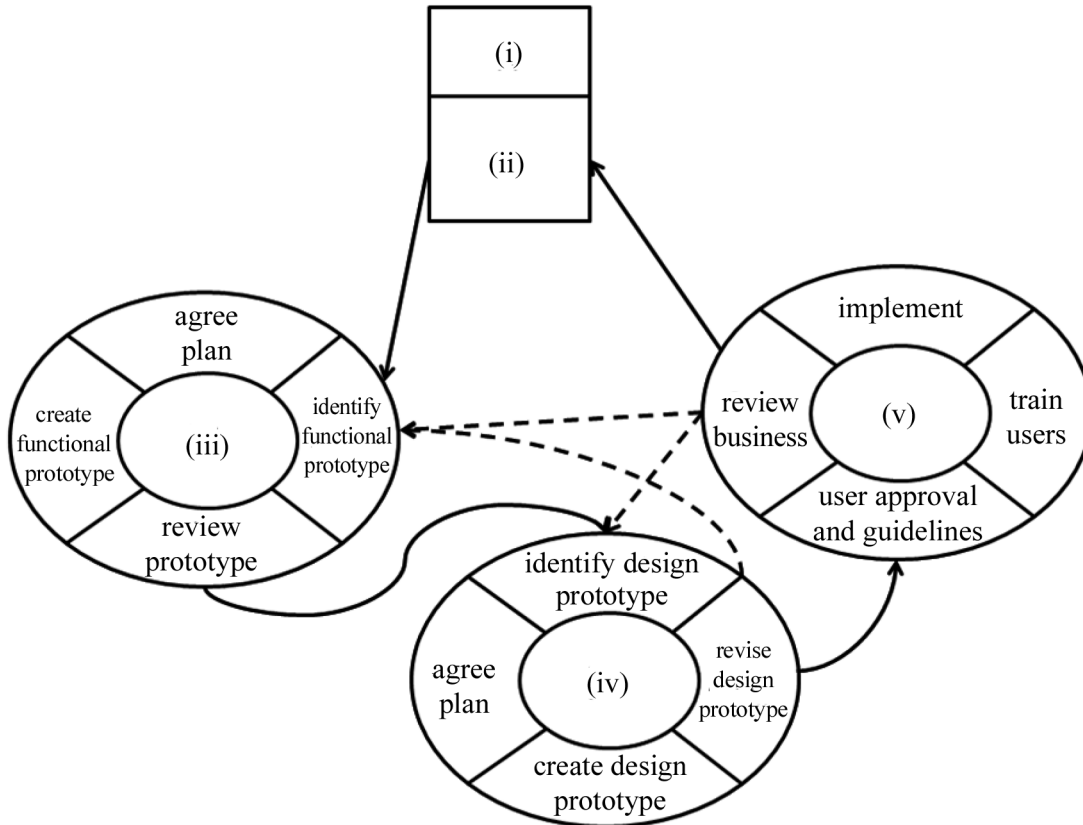 (i)
(ii)
agree
plan
create
functional
prototype
(iii)
identify
functional
prototype
review
prototype
implement
review
business
(v)
train
users
user approval
and guidelines
identify design
prototype
agree
plan
(iv)
revise
design
prototype
create design
prototype